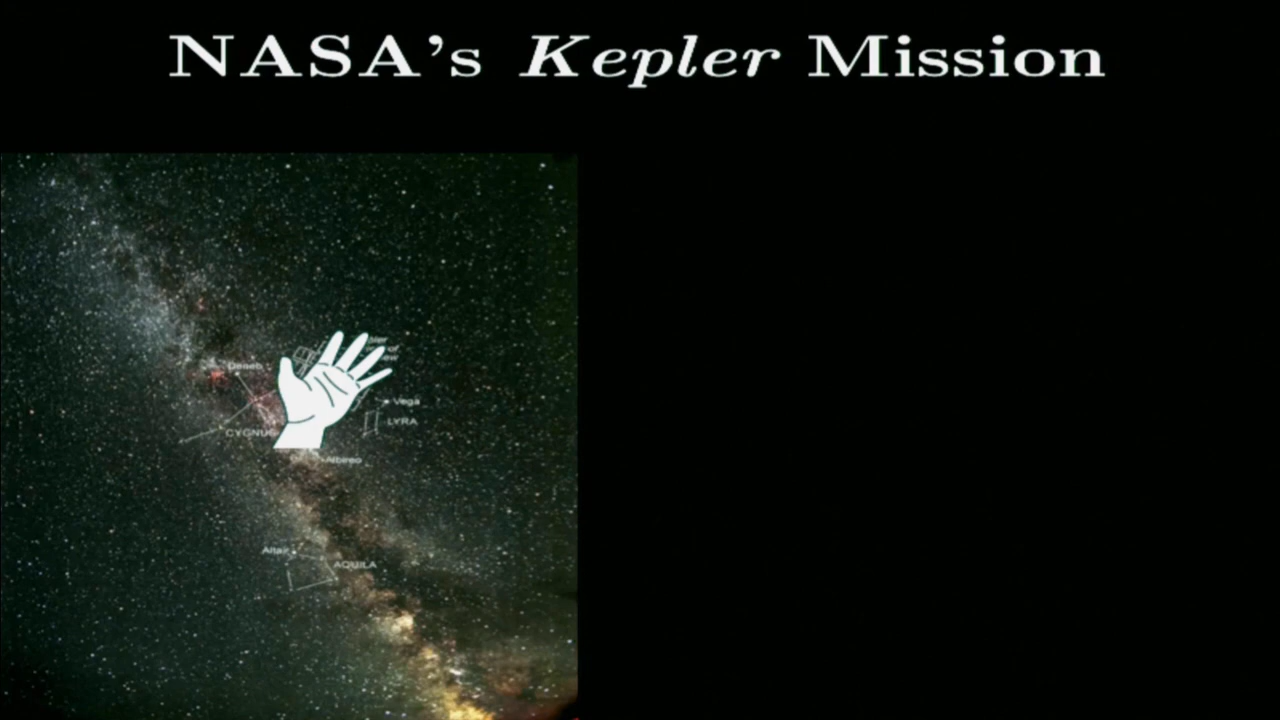 NASA's Kepler Mission
Deneb
Vega
LYRA
CYGNUS
Albireo
Altair
AQUILA